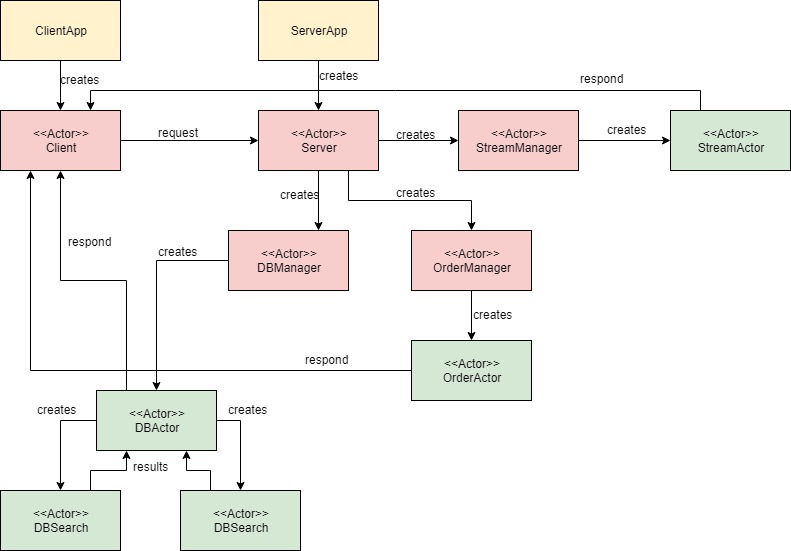 ClientApp
ServerApp
creates
creates
respond
<<Actor>>
Client
request
<<Actor>>
Server
creates
<<Actor>>
StreamManager
creates
<<Actor>>
StreamActor
creates
creates
respond
creates
<<Actor>>
DBManager
<<Actor>>
OrderManager
creates
respond
<<Actor>>
OrderActor
creates
<<Actor>>
DBActor
creates
results
<<Actor>>
DBSearch
<<Actor>>
DBSearch